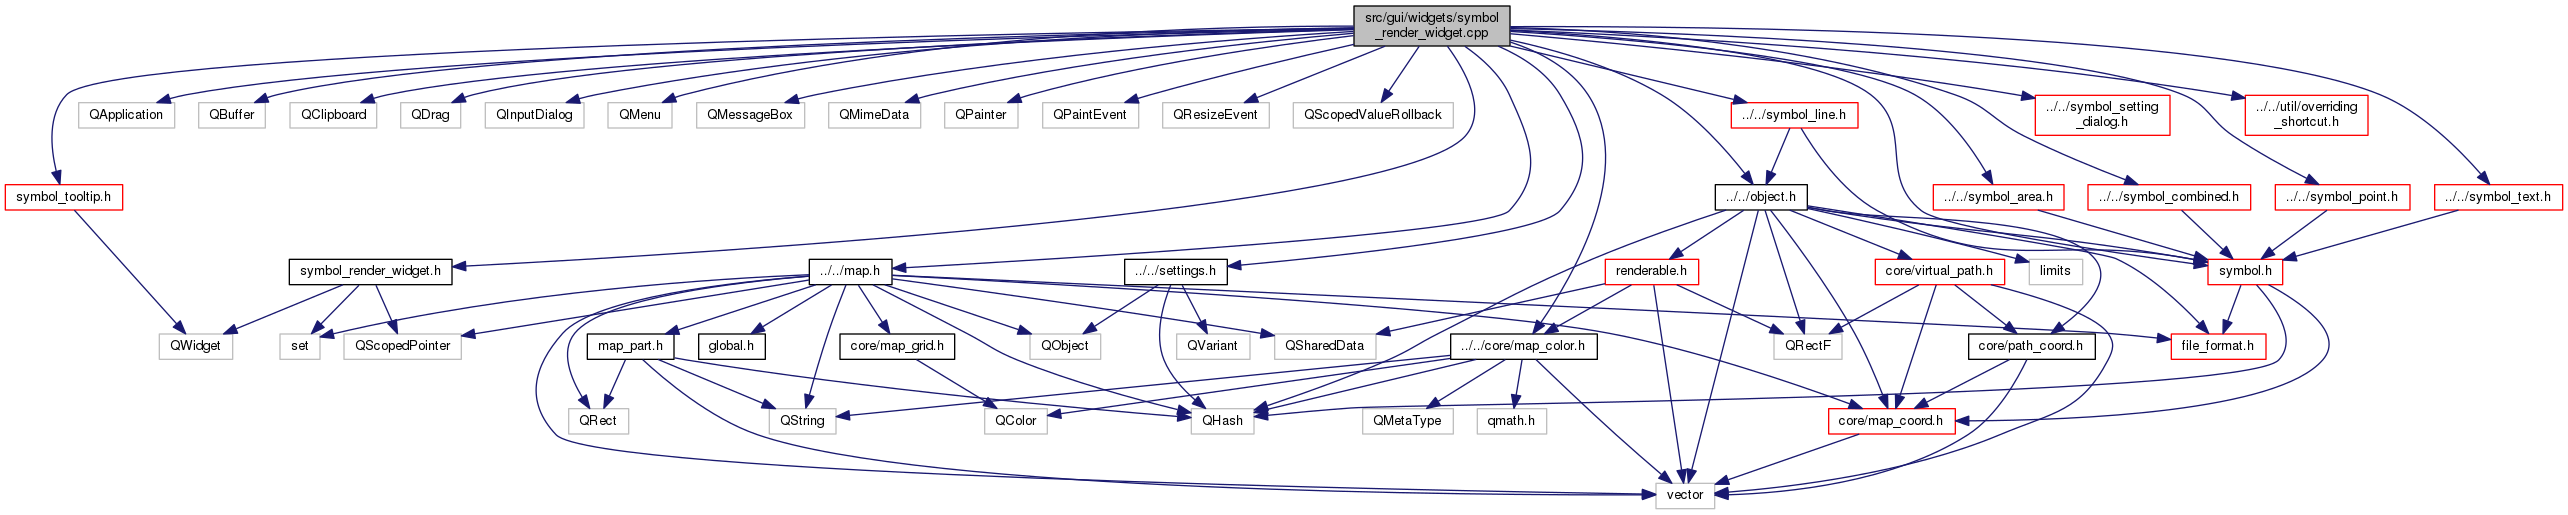 src/gui/widgets/symbol
_render_widget.cpp
QApplication
QBuffer
QClipboard
QDrag
QInputDialog
QMenu
QMessageBox
QMimeData
QPainter
QPaintEvent
QResizeEvent
QScopedValueRollback
../../symbol_line.h
../../symbol_setting
_dialog.h
../../util/overriding
_shortcut.h
symbol_tooltip.h
../../object.h
../../symbol_area.h
../../symbol_combined.h
../../symbol_point.h
../../symbol_text.h
symbol_render_widget.h
../../map.h
../../settings.h
renderable.h
core/virtual_path.h
limits
symbol.h
QWidget
set
QScopedPointer
map_part.h
global.h
core/map_grid.h
QObject
QVariant
QSharedData
../../core/map_color.h
QRectF
core/path_coord.h
file_format.h
QRect
QString
QColor
QHash
QMetaType
qmath.h
core/map_coord.h
vector